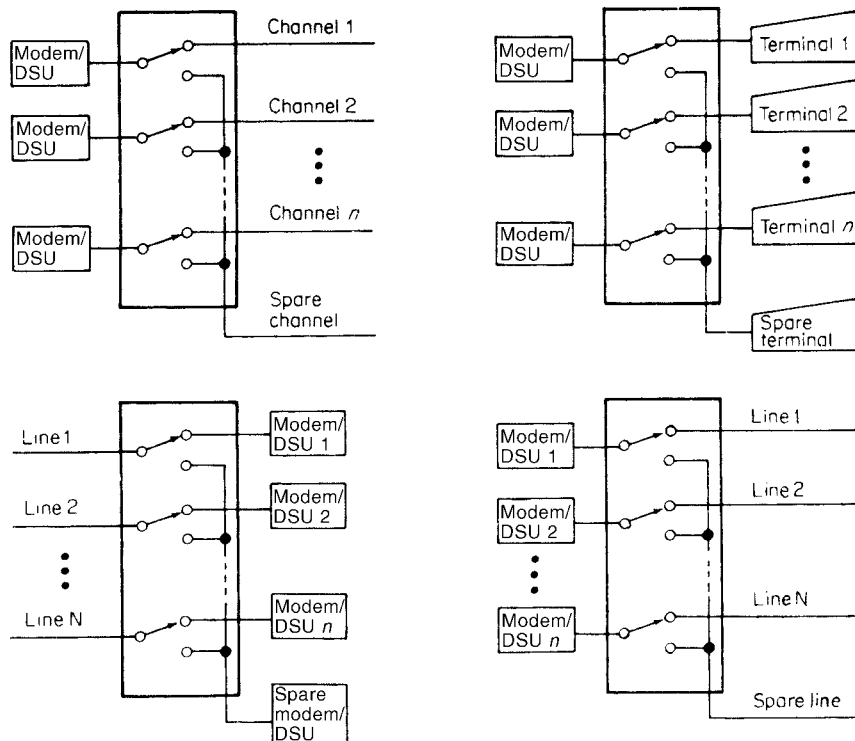 Modem/
DSU
Channel 1
Modem/
DSU
Channel 2
Modem/
DSU
Channel n
Spare
channel
Modem/
DSU
Terminal 1
Modem/
DSU
Terminal 2
Modem/
DSU
Terminal n
Spare
terminal
Line 1
Modem/
DSU 1
Line 2
Modem/
DSU 2
Line N
Modem/
DSU n
Spare
modem/
DSU
Modem/
DSU 1
Line 1
Modem/
DSU 2
Line 2
Modem/
DSU n
Line N
Spare line